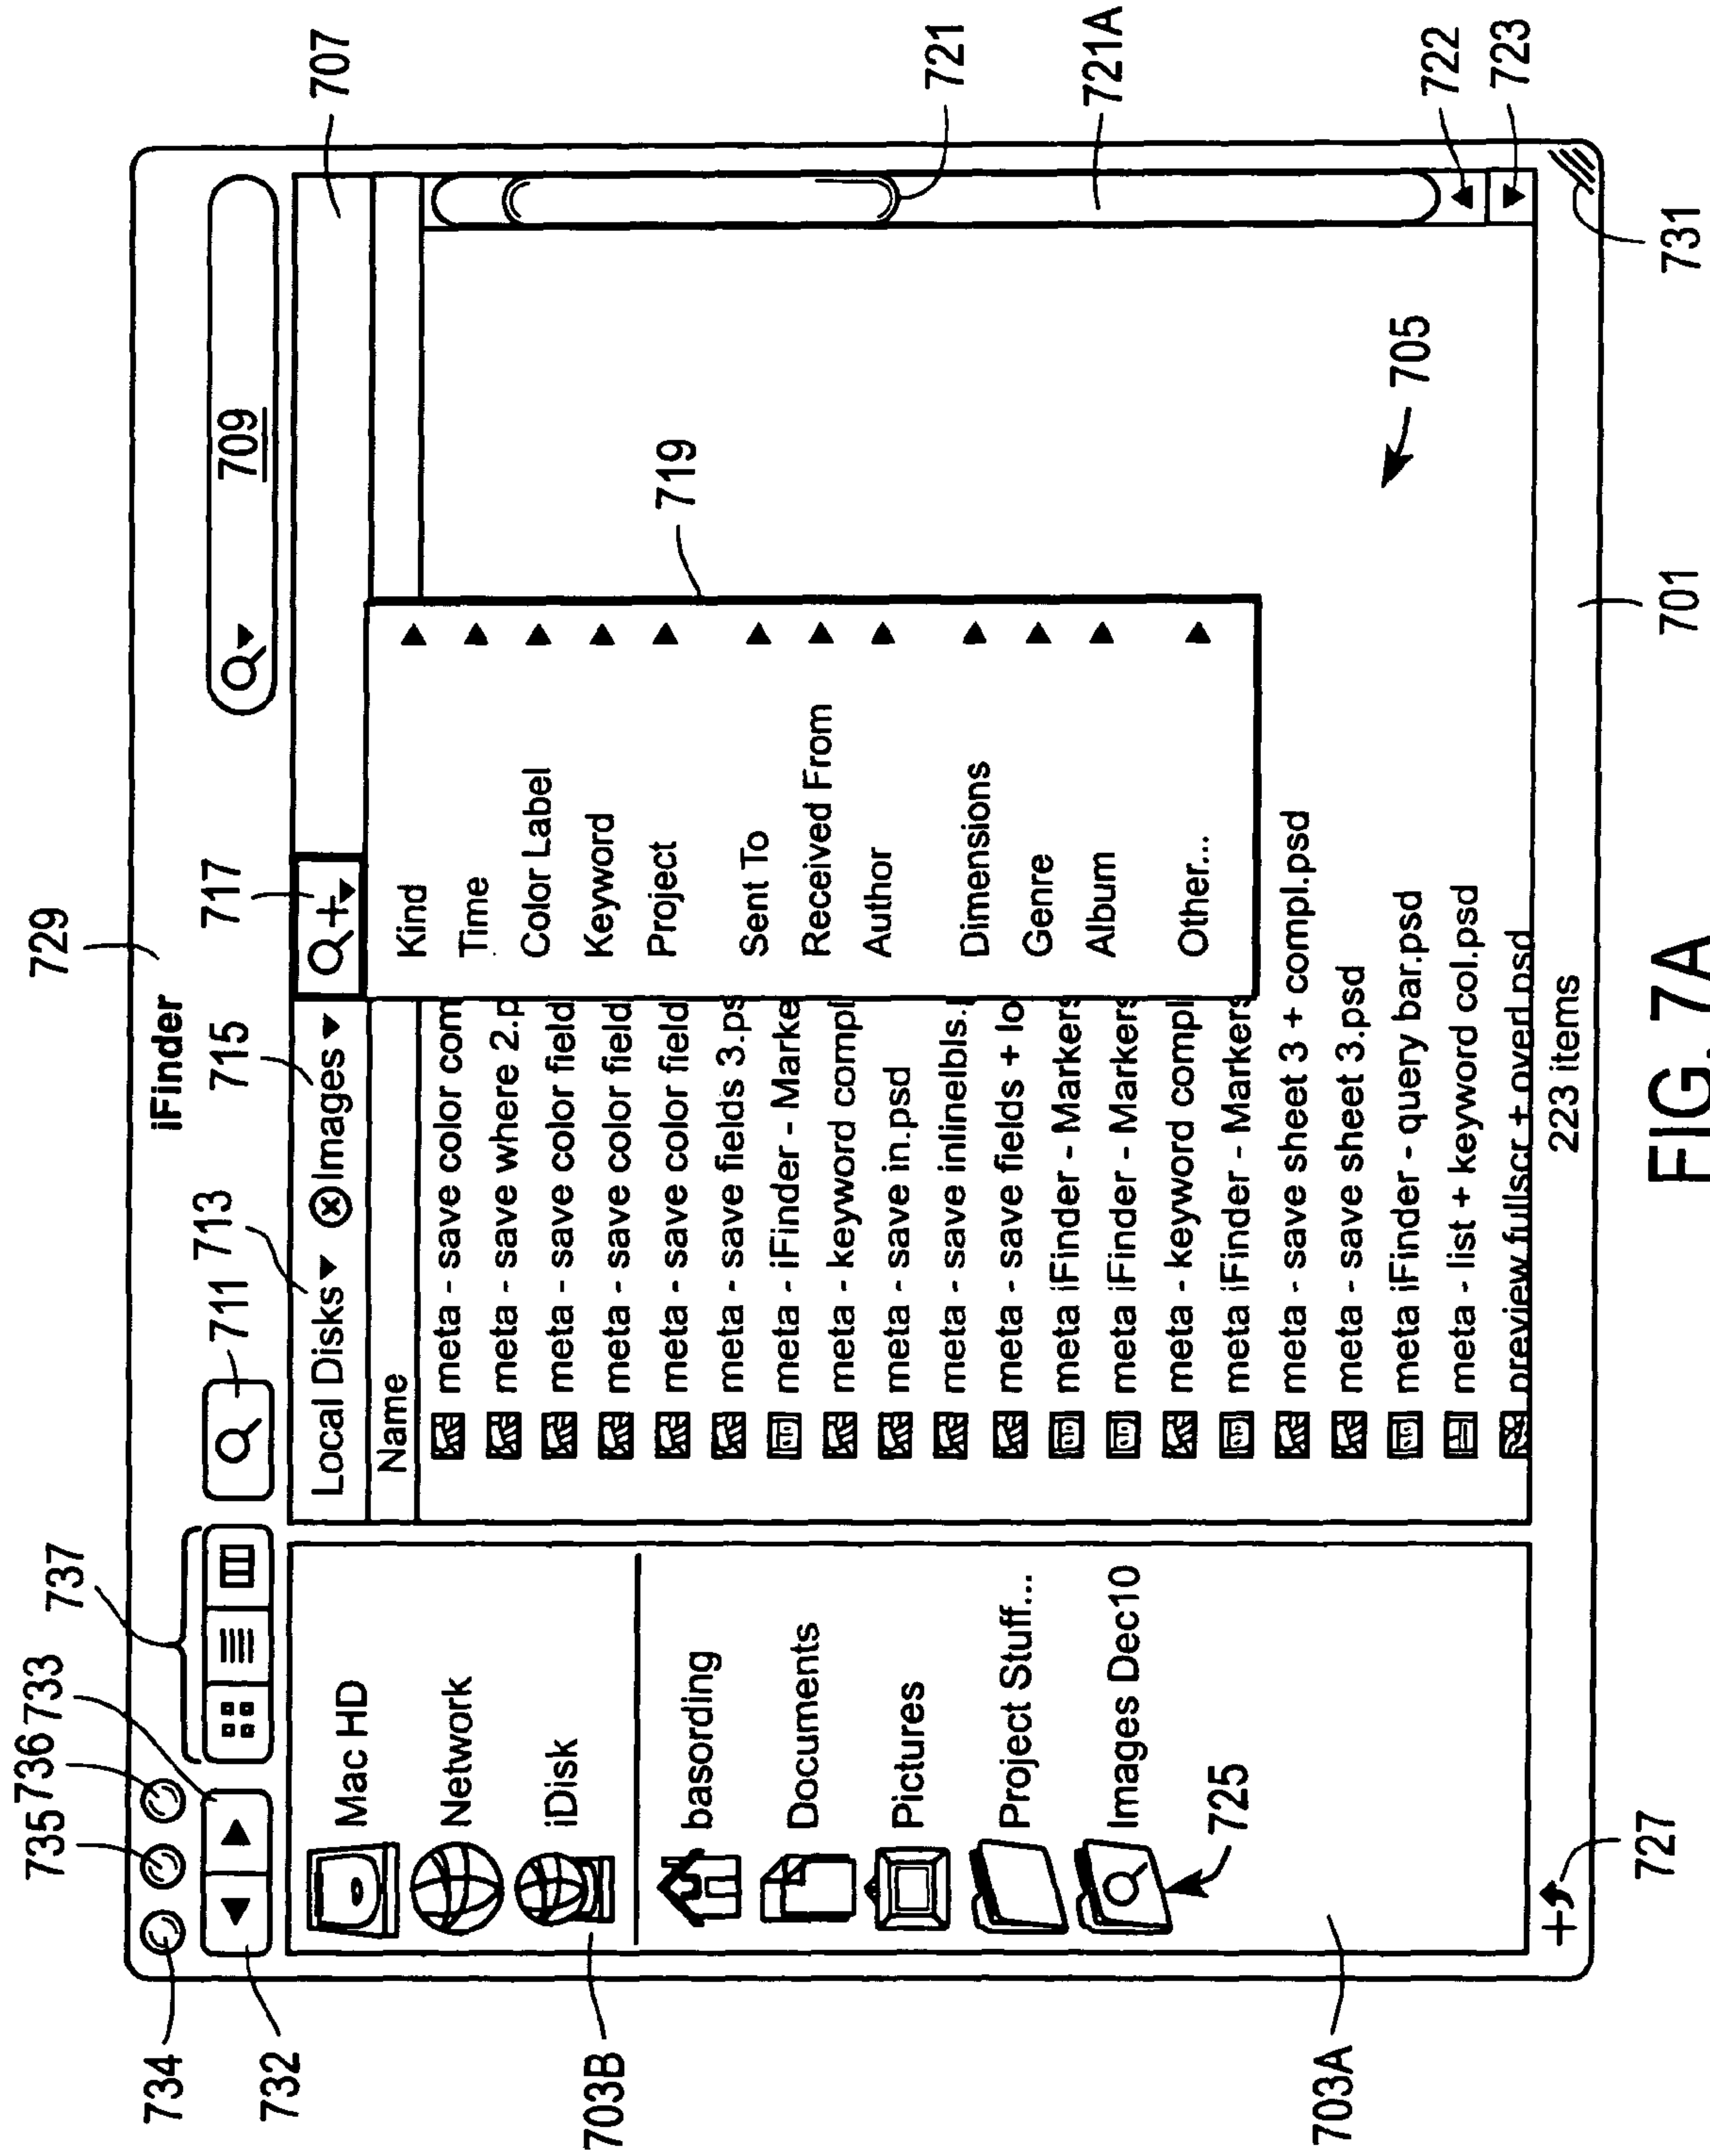 729
735 736 733
737
711 713
715
717
707
734
732
iFinder
709
Local Disks Images
Name
719
721
721A
722
723
Mac HD
Network
iDisk
703B
basording
Documents
Pictures
Project Stuff...
Images Dec10
725
703A
meta - save color com
meta - save where 2.p
meta - save color field
meta - save color field
meta - save color field
meta - save fields 3.ps
meta - iFinder - Marke
meta - keyword compl
meta - save in.psd
meta - save inlinelbls.
meta - save fields + lo
meta iFinder - Markers
meta iFinder - Markers
meta - keyword compl
meta iFinder - Markers
meta - save sheet 3 + compl.psd
meta - save sheet 3.psd
meta iFinder - query bar.psd
meta - list + keyword col.psd
preview fullscr + overl.psd
Kind
Time
Color Label
Keyword
Project
Sent To
Received From
Author
Dimensions
Genre
Album
Other...
705
223 items
727
701
731
FIG. 7A